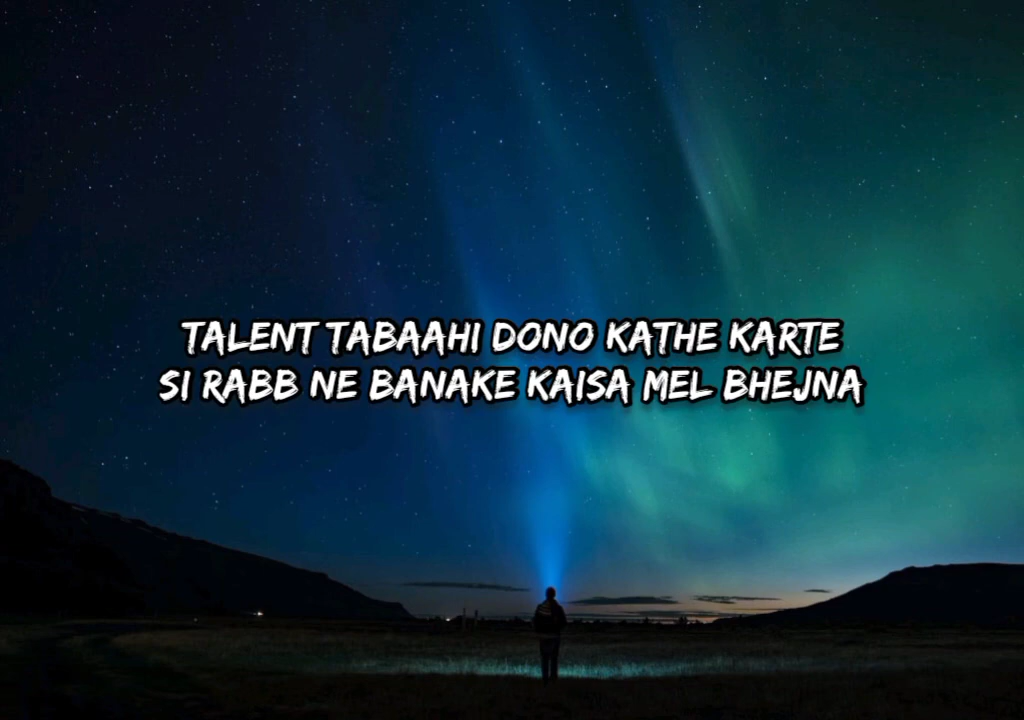 TALENT TABAAHI DONO KATHE KARTE
SI RABB NE BANAKE KAISA MEL BHEJNA